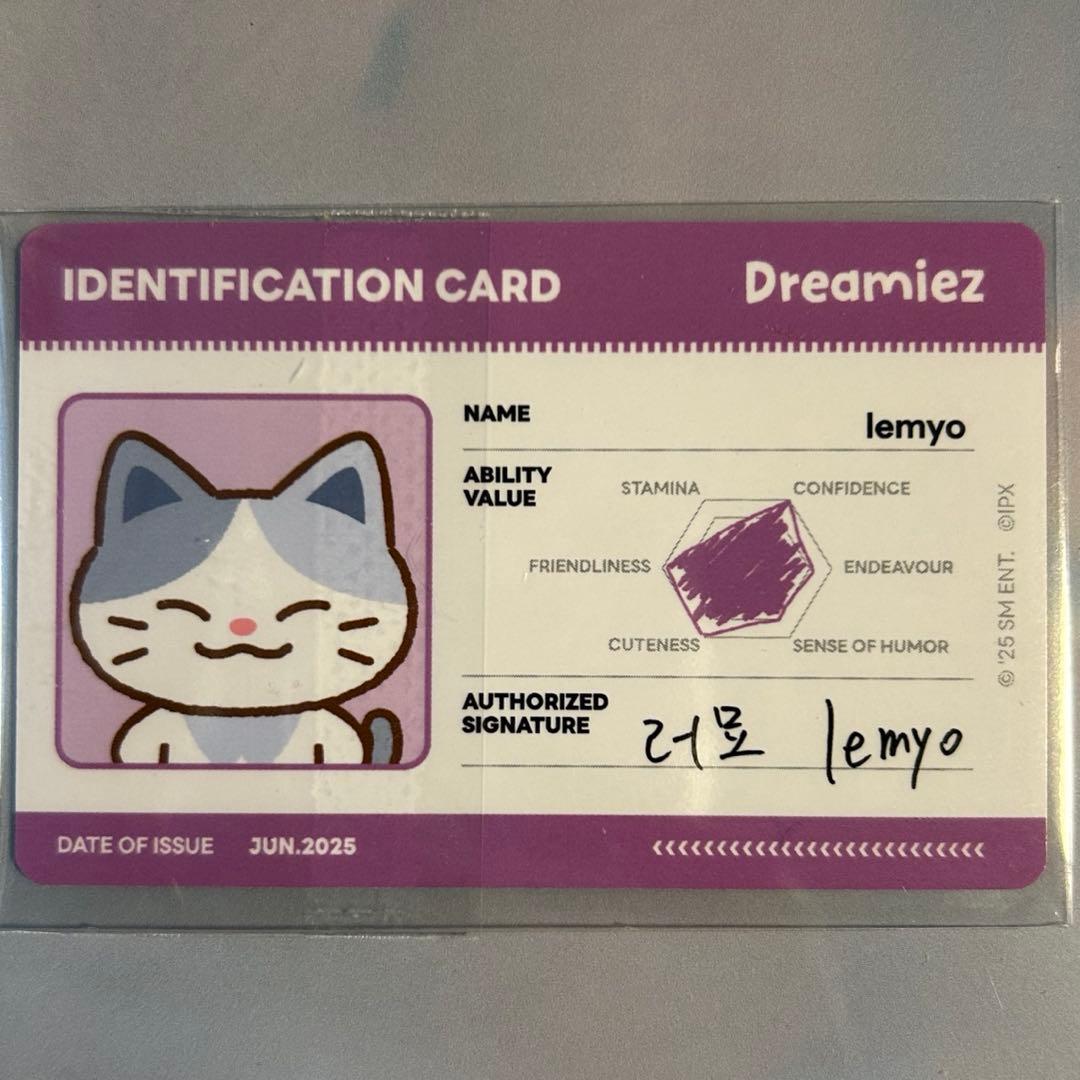 IDENTIFICATION CARD Dreamiez
NAME lemyo
ABILITY
VALUE
STAMINA CONFIDENCE
FRIENDLINESS ENDEAVOUR
CUTENESS SENSE OF HUMOR
AUTHORIZED
SIGNATURE 러묘 lemyo
© '25 SM ENT. ©IPX
DATE OF ISSUE JUN.2025